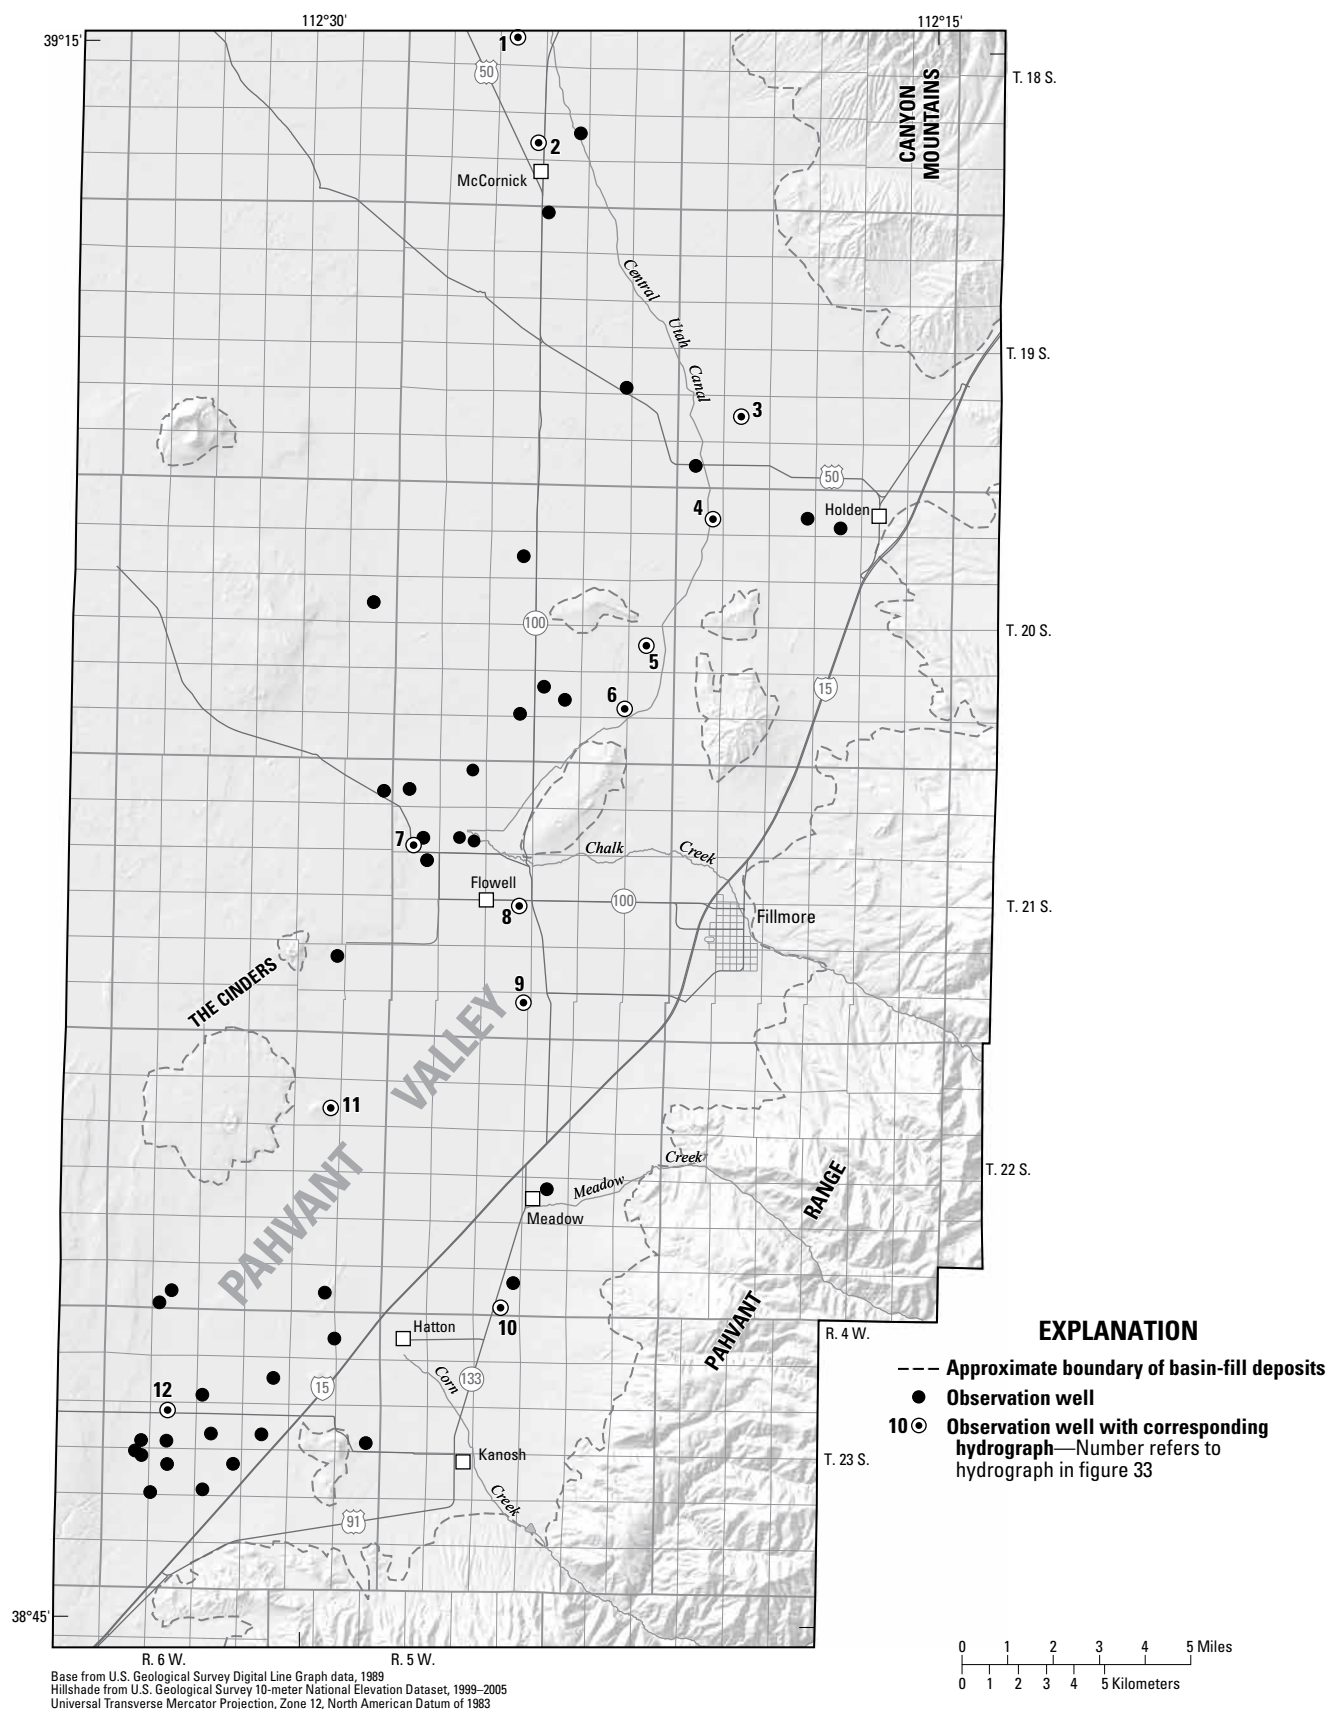 112°30'
112°15'
39°15'
1
50
T. 18 S.
CANYON
MOUNTAINS
2
McCornick
Central
Utah
Canal
T. 19 S.
3
50
4
Holden
100
T. 20 S.
5
6
15
7
Chalk
Creek
Flowell
8
100
Fillmore
T. 21 S.
THE CINDERS
9
PAHVANT VALLEY
11
Creek
Meadow
T. 22 S.
RANGE
Meadow
PAHVANT
10
Hatton
R. 4 W.
Corn
133
15
12
Kanosh
T. 23 S.
Creek
91
38°45'
R. 6 W.
R. 5 W.
EXPLANATION
Approximate boundary of basin-fill deposits
Observation well
10 Observation well with corresponding
hydrograph—Number refers to
hydrograph in figure 33
0 1 2 3 4 5 Miles
0 1 2 3 4 5 Kilometers
Base from U.S. Geological Survey Digital Line Graph data, 1989
Hillshade from U.S. Geological Survey 10-meter National Elevation Dataset, 1999–2005
Universal Transverse Mercator Projection, Zone 12, North American Datum of 1983